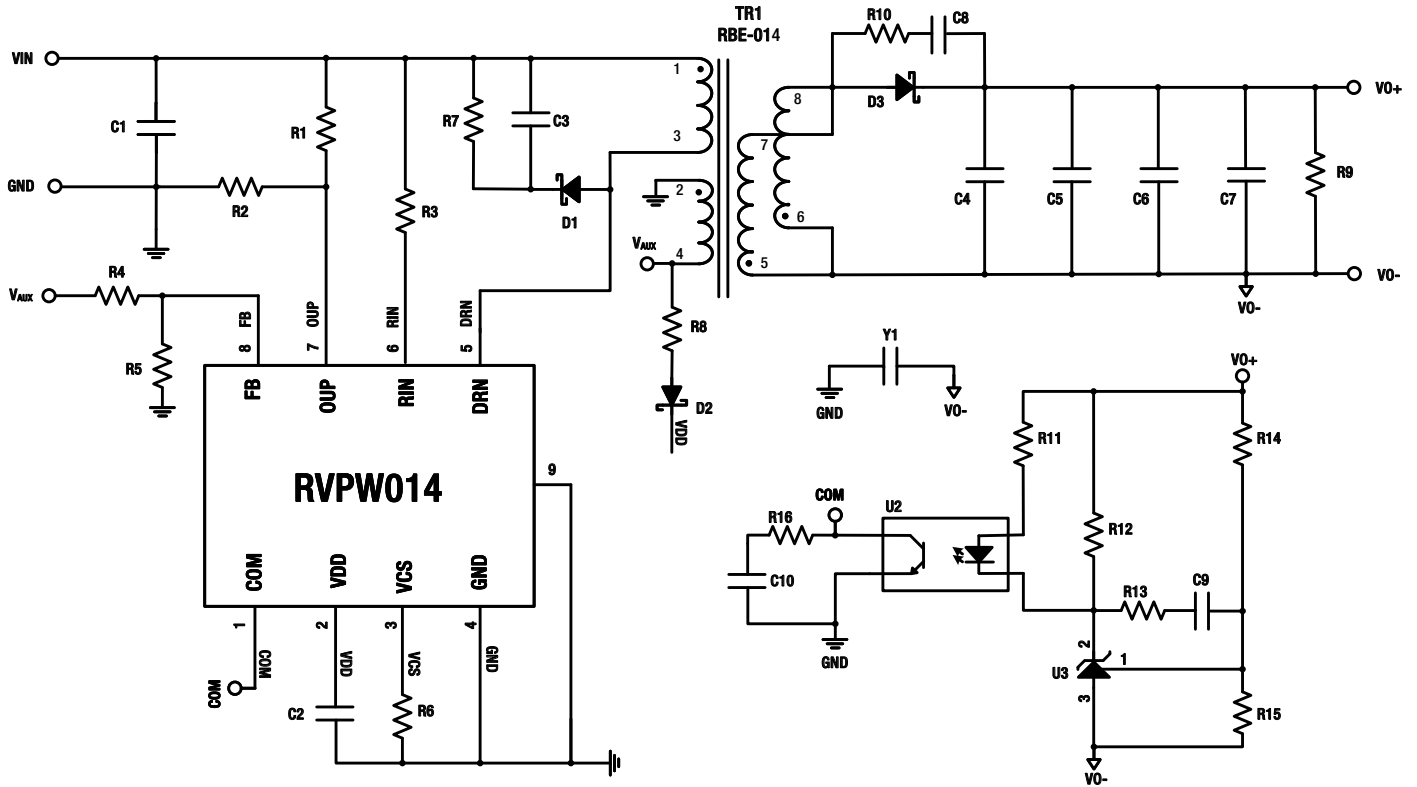 TR1
RBE-014
R10
C8
VIN
1
8
D3
VO+
C1
R1
R7
C3
3
7
GND
R2
R3
D1
2
6
C4
C5
C6
C7
R9
VAUX
4
5
VO-
VO-
R4
VAUX
R5
FB
8
OUP
7
RIN
6
DRN
5
R8
D2
VDD
Y1
GND
VO-
VO+
FB
OUP
RIN
DRN
RVPW014
9
COM
VDD
VCS
GND
1
2
3
4
COM
VDD
VCS
GND
COM
C2
R6
R11
R14
COM
U2
R16
R12
C10
R13
C9
GND
2
1
U3
3
R15
VO-